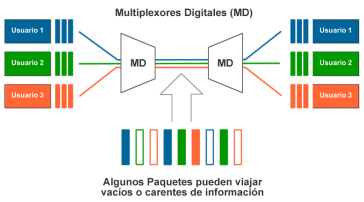 Multiplexores Digitales (MD)
Usuario 1
Usuario 1
Usuario 2
MD
MD
Usuario 2
Usuario 3
Usuario 3
Algunos Paquetes pueden viajar
vacios o carentes de información